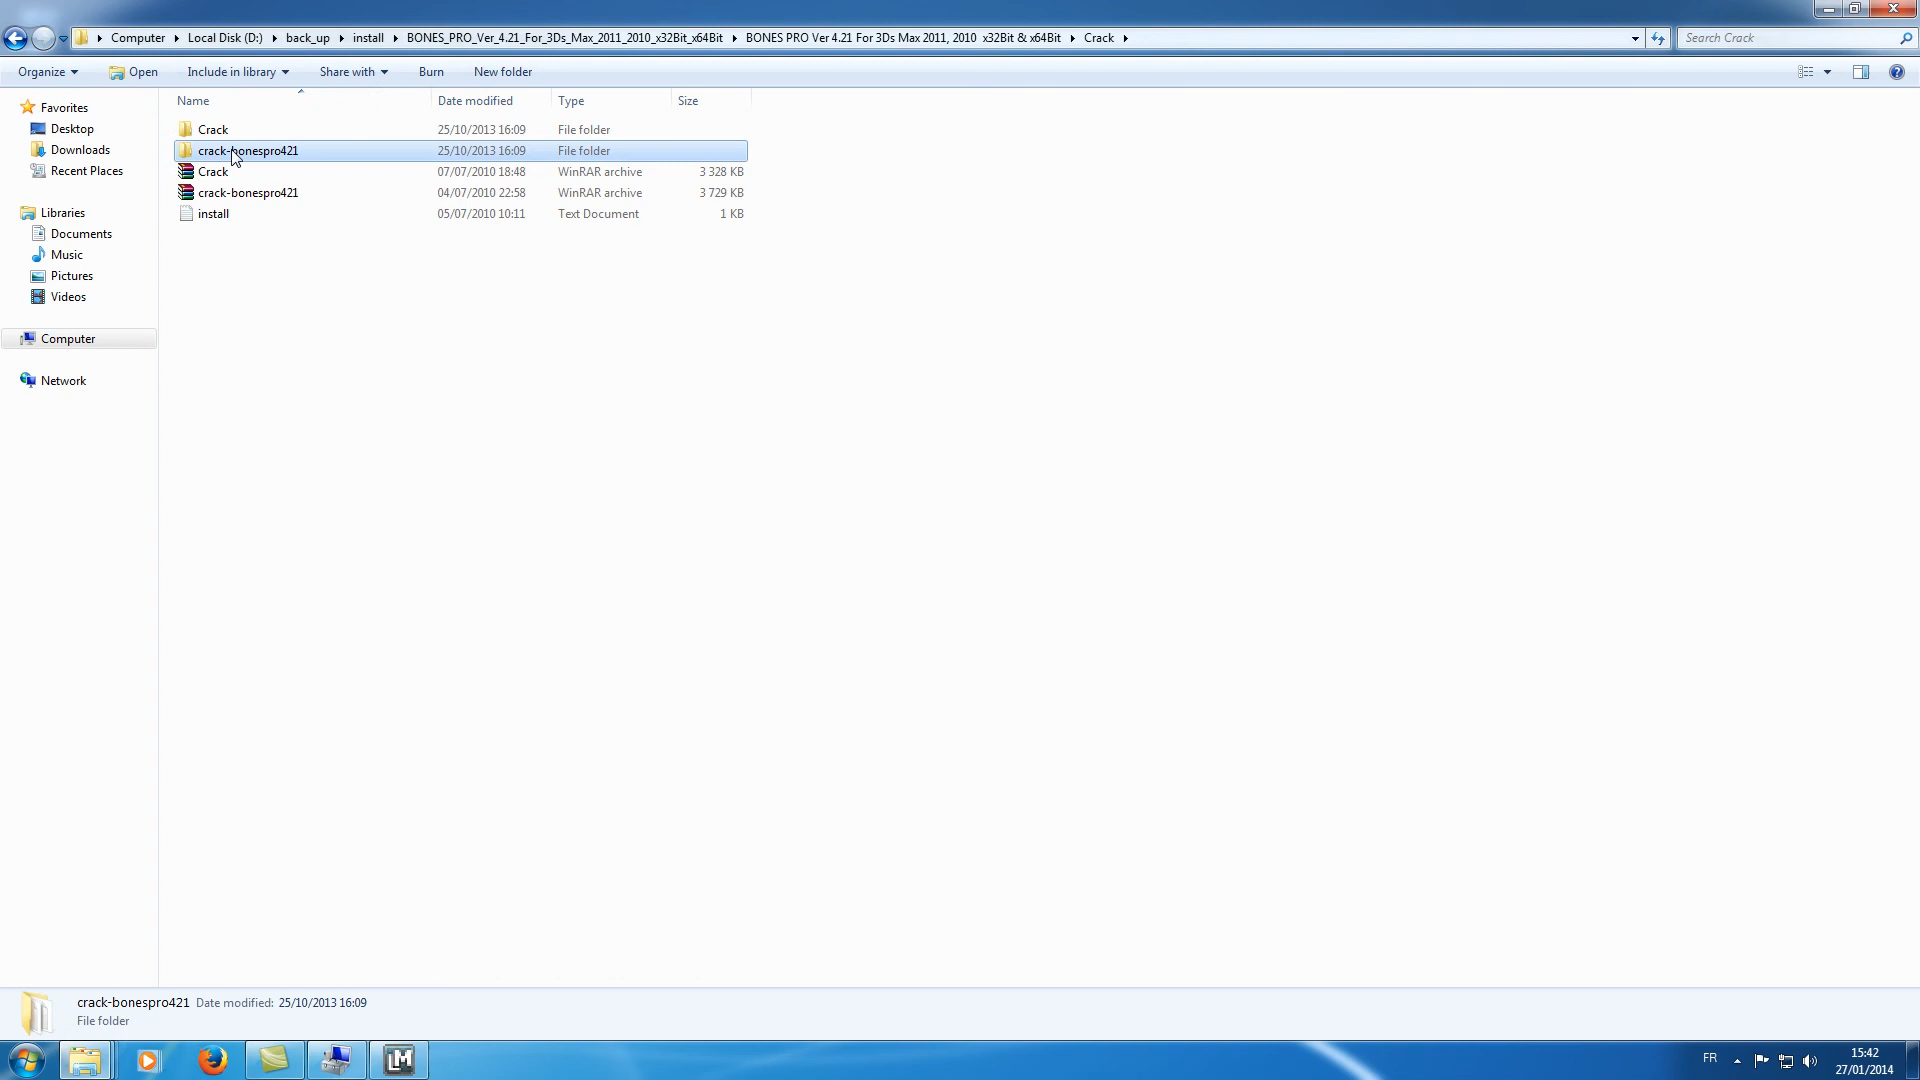 Computer Local Disk (D:) back_up install BONES_PRO_Ver_4.21_For_3Ds_Max_2011_2010_x32Bit_x64Bit BONES PRO Ver 4.21 For 3Ds Max 2011, 2010 x32Bit & x64Bit Crack Search Crack
Organize Open Include in library Share with Burn New folder
Name Date modified Type Size
Favorites
Desktop
Downloads
Recent Places
Libraries
Documents
Music
Pictures
Videos
Computer
Network
Crack 25/10/2013 16:09 File folder
crack-bonespro421 25/10/2013 16:09 File folder
Crack 07/07/2010 18:48 WinRAR archive 3 328 KB
crack-bonespro421 04/07/2010 22:58 WinRAR archive 3 729 KB
install 05/07/2010 10:11 Text Document 1 KB
crack-bonespro421 Date modified: 25/10/2013 16:09
File folder
LM
FR
15:42
27/01/2014